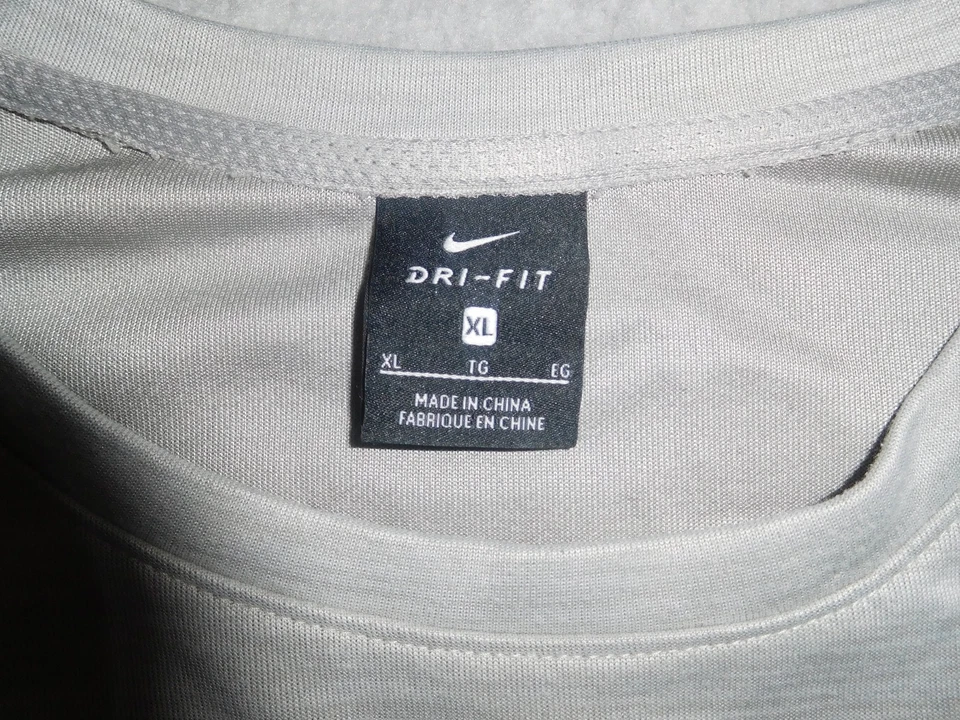 DRI-FIT
XL
XL TG EG
MADE IN CHINA
FABRIQUE EN CHINE